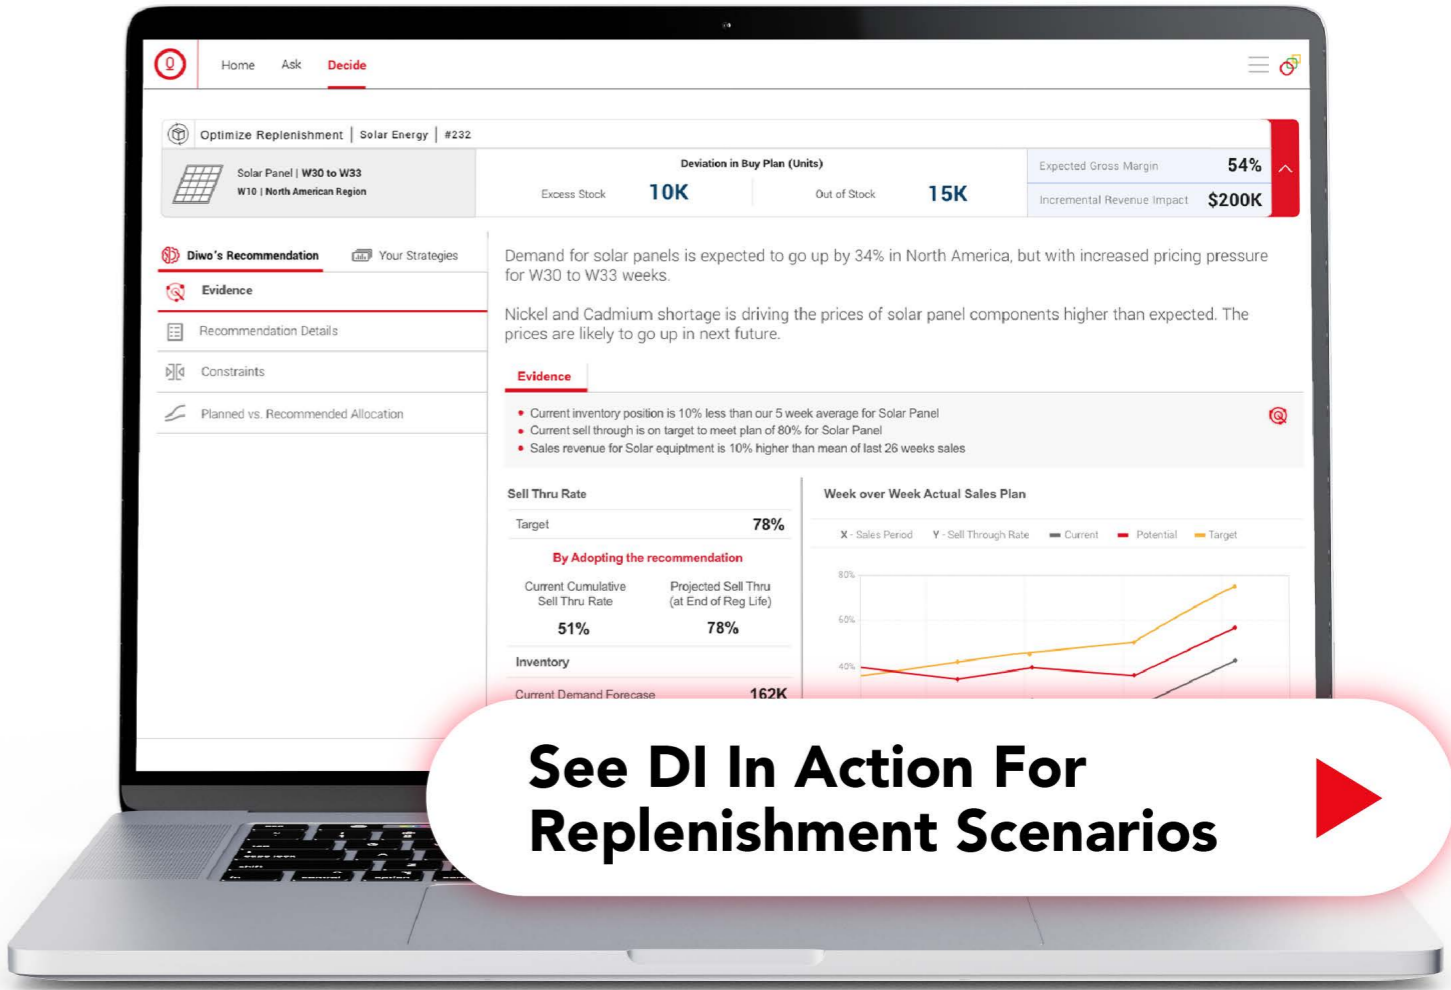 Home Ask Decide
Optimize Replenishment | Solar Energy | #232
Solar Panel | W30 to W33
W10 | North American Region
Deviation in Buy Plan (Units)
Excess Stock 10K Out of Stock 15K
Expected Gross Margin 54%
Incremental Revenue Impact $200K
Diwo's Recommendation Your Strategies
Evidence
Recommendation Details
Constraints
Planned vs. Recommended Allocation
Demand for solar panels is expected to go up by 34% in North America, but with increased pricing pressure
for W30 to W33 weeks.
Nickel and Cadmium shortage is driving the prices of solar panel components higher than expected. The
prices are likely to go up in next future.
Evidence
• Current inventory position is 10% less than our 5 week average for Solar Panel
• Current sell through is on target to meet plan of 80% for Solar Panel
• Sales revenue for Solar equiptment is 10% higher than mean of last 26 weeks sales
Sell Thru Rate
Target 78%
By Adopting the recommendation
Current Cumulative
Sell Thru Rate
Projected Sell Thru
(at End of Reg Life)
51% 78%
Inventory
Current Demand Forecase 162K
Week over Week Actual Sales Plan
X - Sales Period Y - Sell Through Rate Current Potential Target
80%
60%
40%
See DI In Action For
Replenishment Scenarios
shift
fn control option